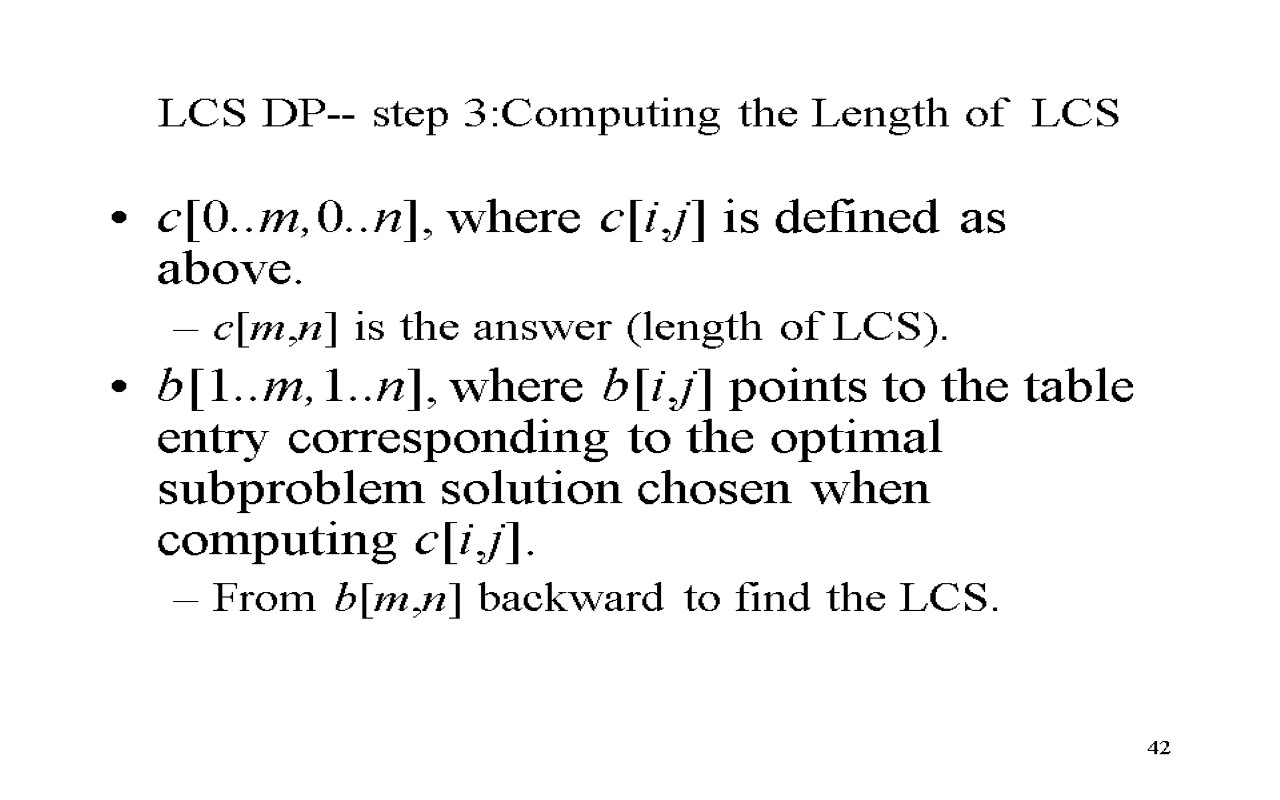 LCS DP-- step 3:Computing the Length of LCS
• c[0..m,0..n], where c[i,j] is defined as
above.
– c[m,n] is the answer (length of LCS).
• b[1..m,1..n], where b[i,j] points to the table
entry corresponding to the optimal
subproblem solution chosen when
computing c[i,j].
– From b[m,n] backward to find the LCS.
42